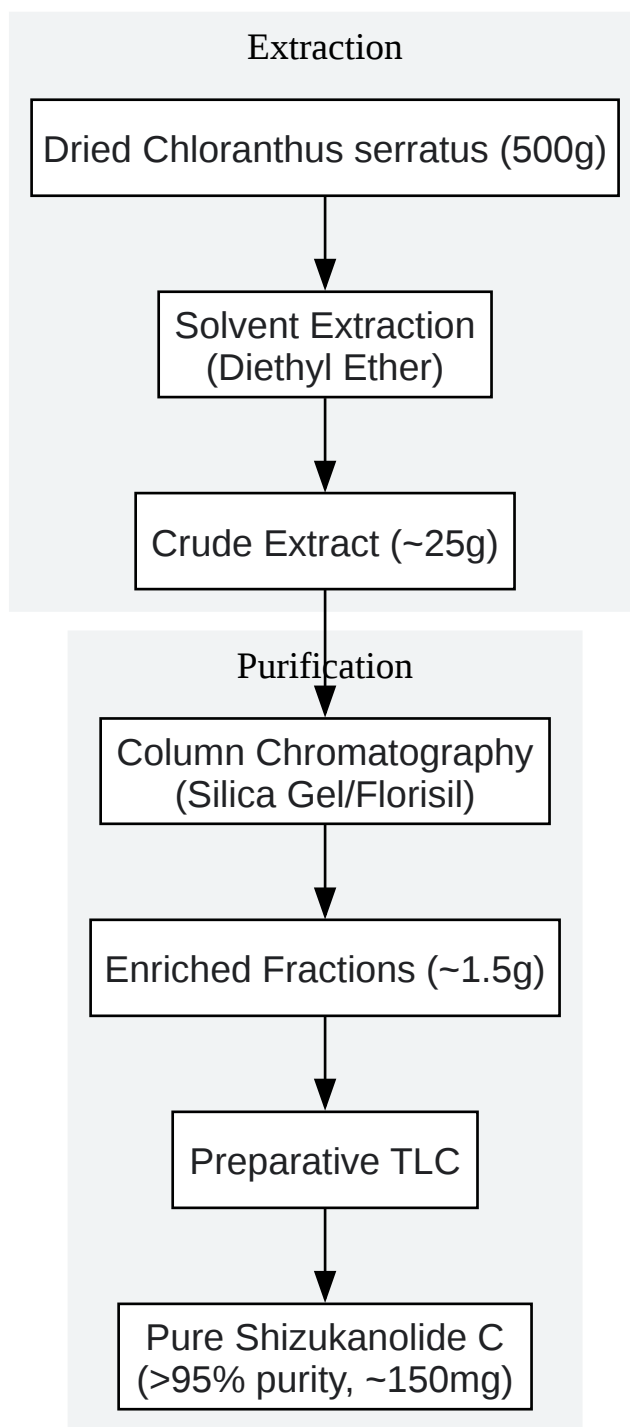 Extraction
Dried Chloranthus serratus (500g)
Solvent Extraction
(Diethyl Ether)
Crude Extract (~25g)
Purification
Column Chromatography
(Silica Gel/Florisil)
Enriched Fractions (~1.5g)
Preparative TLC
Pure Shizukanolide C
(>95% purity, ~150mg)